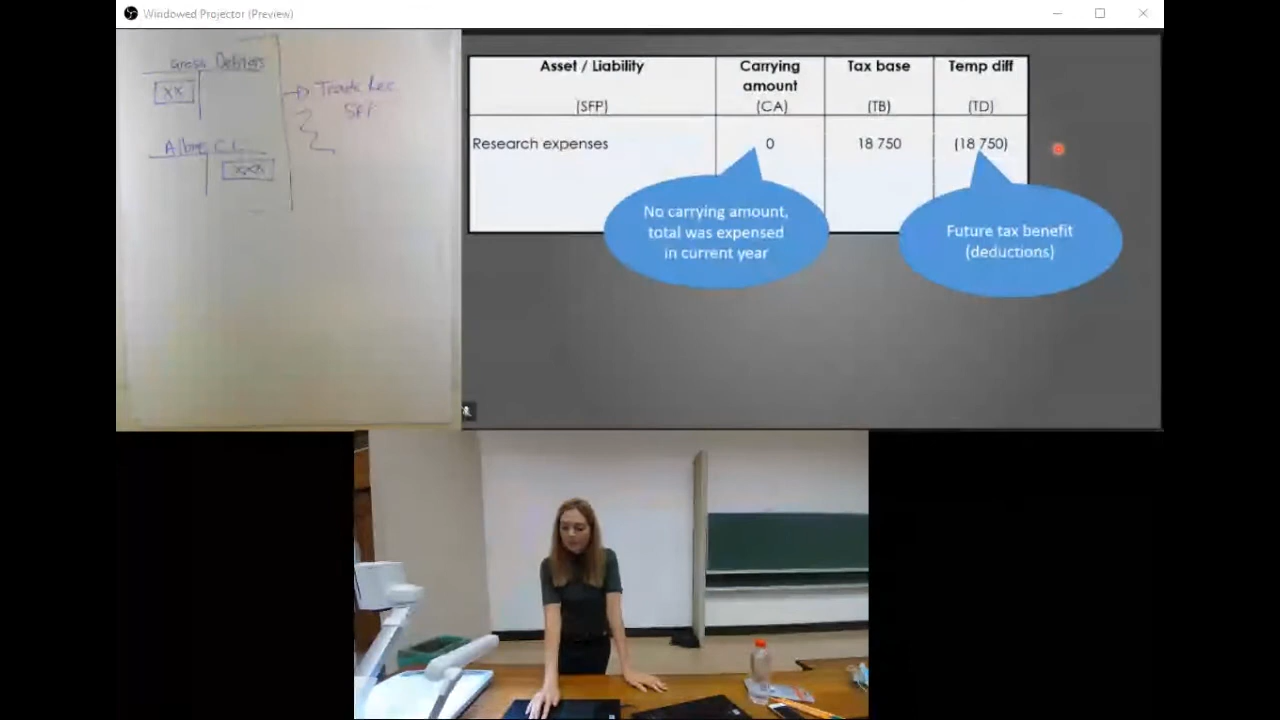 Windowed Projector (Preview)
Gross Debtors
XX
Trade Rec
SFP
Asset / Liability
(SFP)
Carrying
amount
(CA)
Tax base
(TB)
Temp diff
(TD)
Research expenses
0
18 750
(18 750)
No carrying amount,
total was expensed
in current year
Future tax benefit
(deductions)